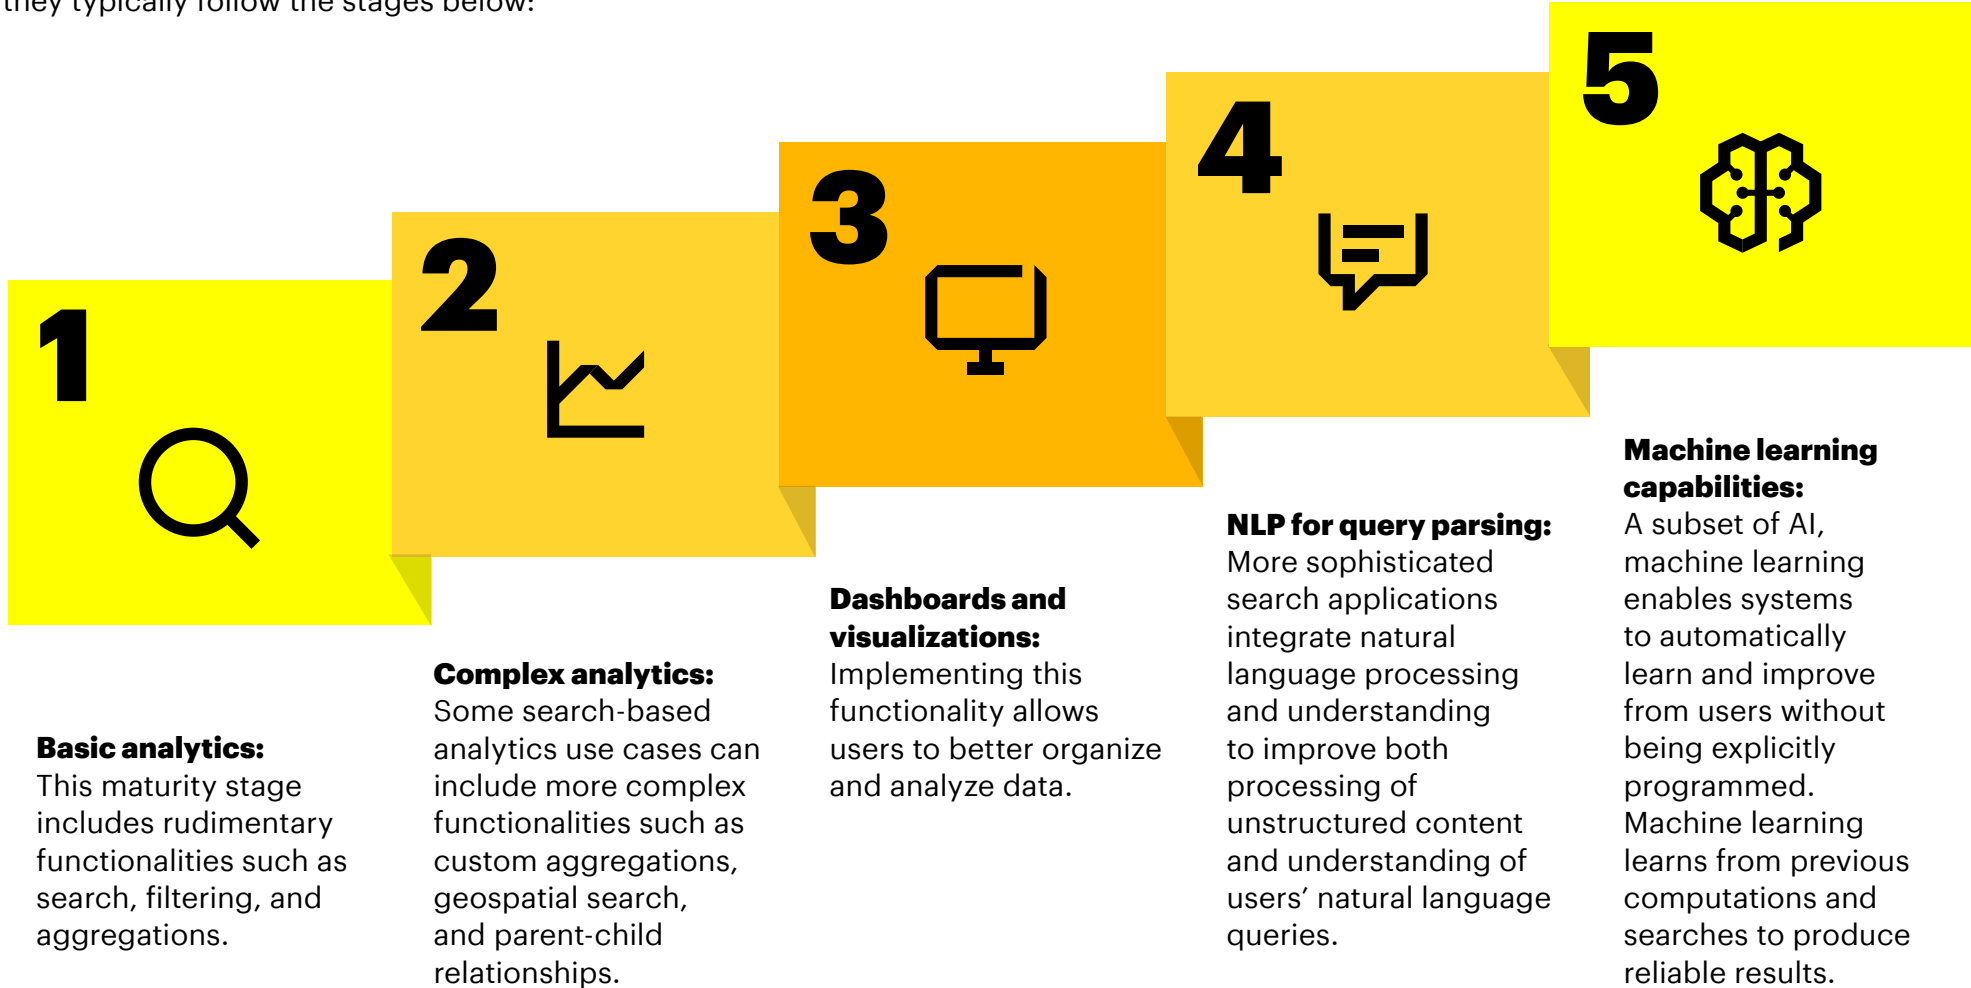 they typically follow the stages below:
1
Basic analytics:
This maturity stage
includes rudimentary
functionalities such as
search, filtering, and
aggregations.
2
Complex analytics:
Some search-based
analytics use cases can
include more complex
functionalities such as
custom aggregations,
geospatial search,
and parent-child
relationships.
3
Dashboards and
visualizations:
Implementing this
functionality allows
users to better organize
and analyze data.
4
NLP for query parsing:
More sophisticated
search applications
integrate natural
language processing
and understanding
to improve both
processing of
unstructured content
and understanding of
users’ natural language
queries.
5
Machine learning
capabilities:
A subset of AI,
machine learning
enables systems
to automatically
learn and improve
from users without
being explicitly
programmed.
Machine learning
learns from previous
computations and
searches to produce
reliable results.